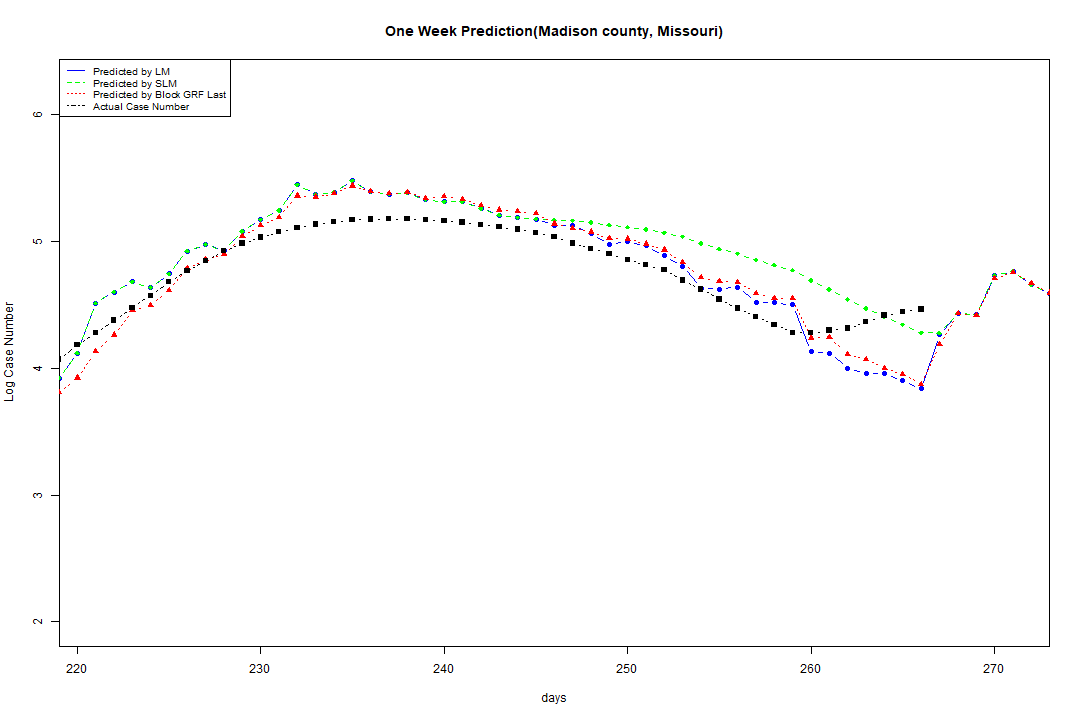 One Week Prediction(Madison county, Missouri)
Predicted by LM
Predicted by SLM
Predicted by Block GRF Last
Actual Case Number
6
5
4
3
2
Log Case Number
220 230 240 250 260 270
days